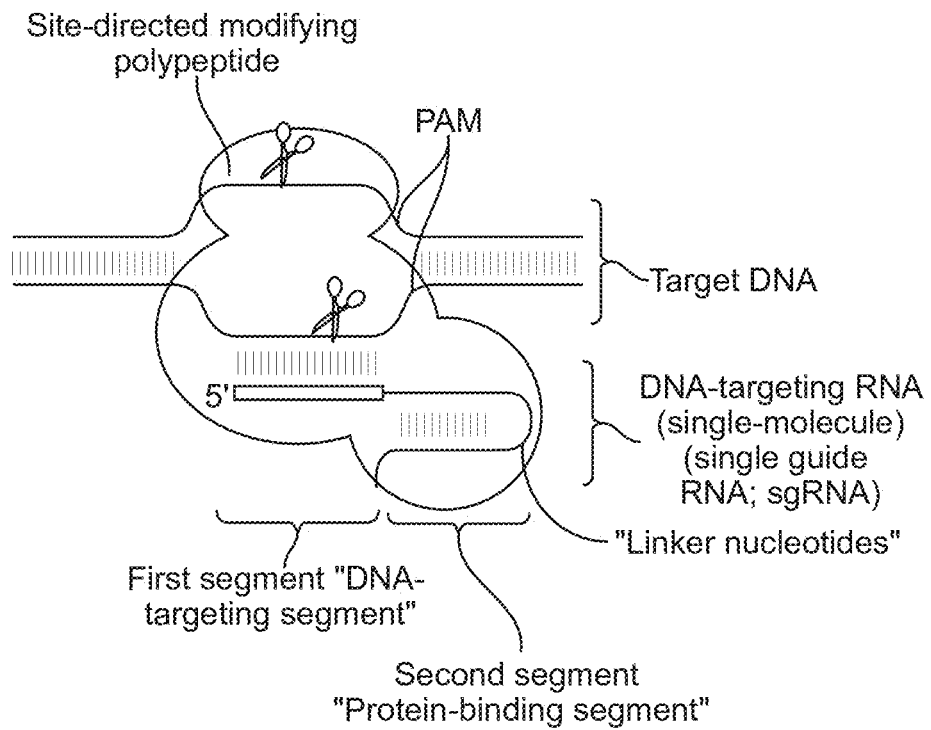 Site-directed modifying
polypeptide
PAM
Target DNA
5'
DNA-targeting RNA
(single-molecule)
(single guide
RNA; sgRNA)
"Linker nucleotides"
First segment "DNA-
targeting segment"
Second segment
"Protein-binding segment"